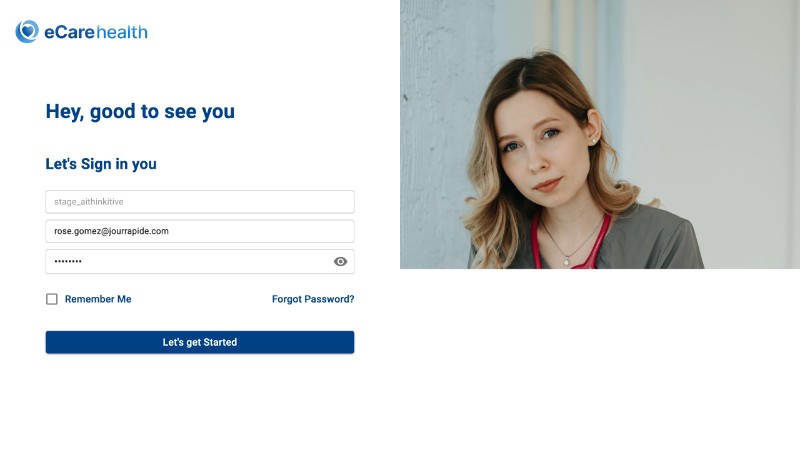 eCarehealth
Hey, good to see you
Let's Sign in you
stage_aithinkitive
rose.gomez@jourrapide.com
••••••••
Remember Me
Forgot Password?
Let's get Started